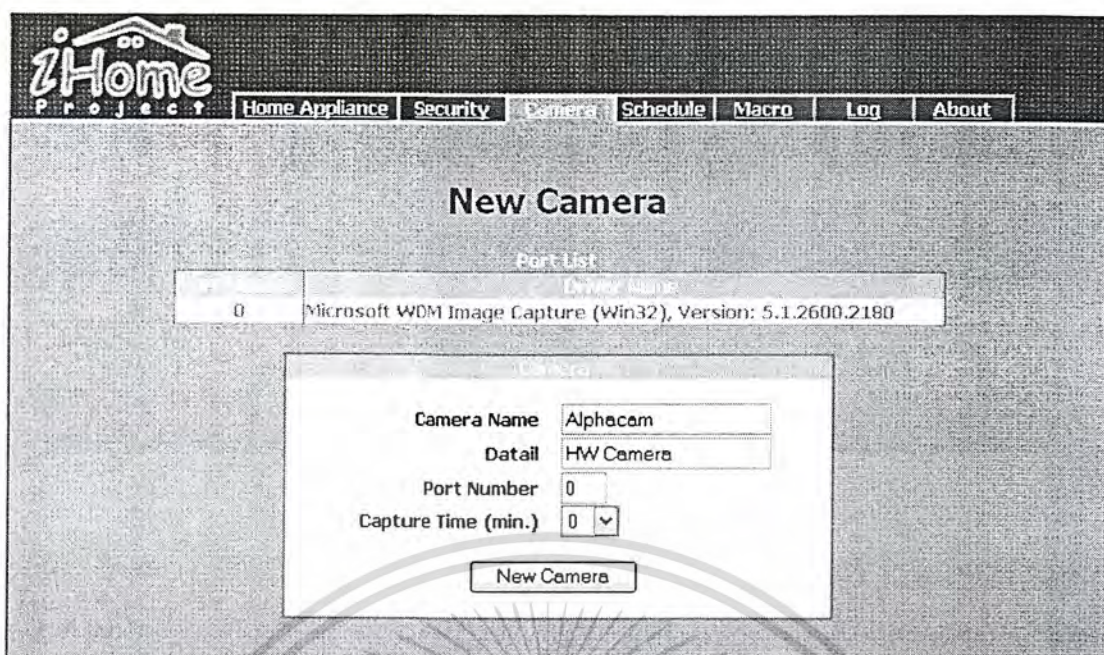 iHome
Project
Home Appliance Security Camera Schedule Macro Log About
New Camera
Port List
Driver Name
0 Microsoft WDM Image Capture (Win32), Version: 5.1.2600.2180
Camera
Camera Name Alphacam
Datail HW Camera
Port Number 0
Capture Time (min.) 0
New Camera